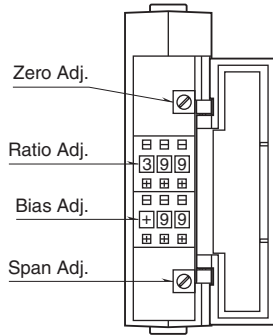 Zero Adj.
Ratio Adj.
3 9 9
Bias Adj.
+ 9 9
Span Adj.